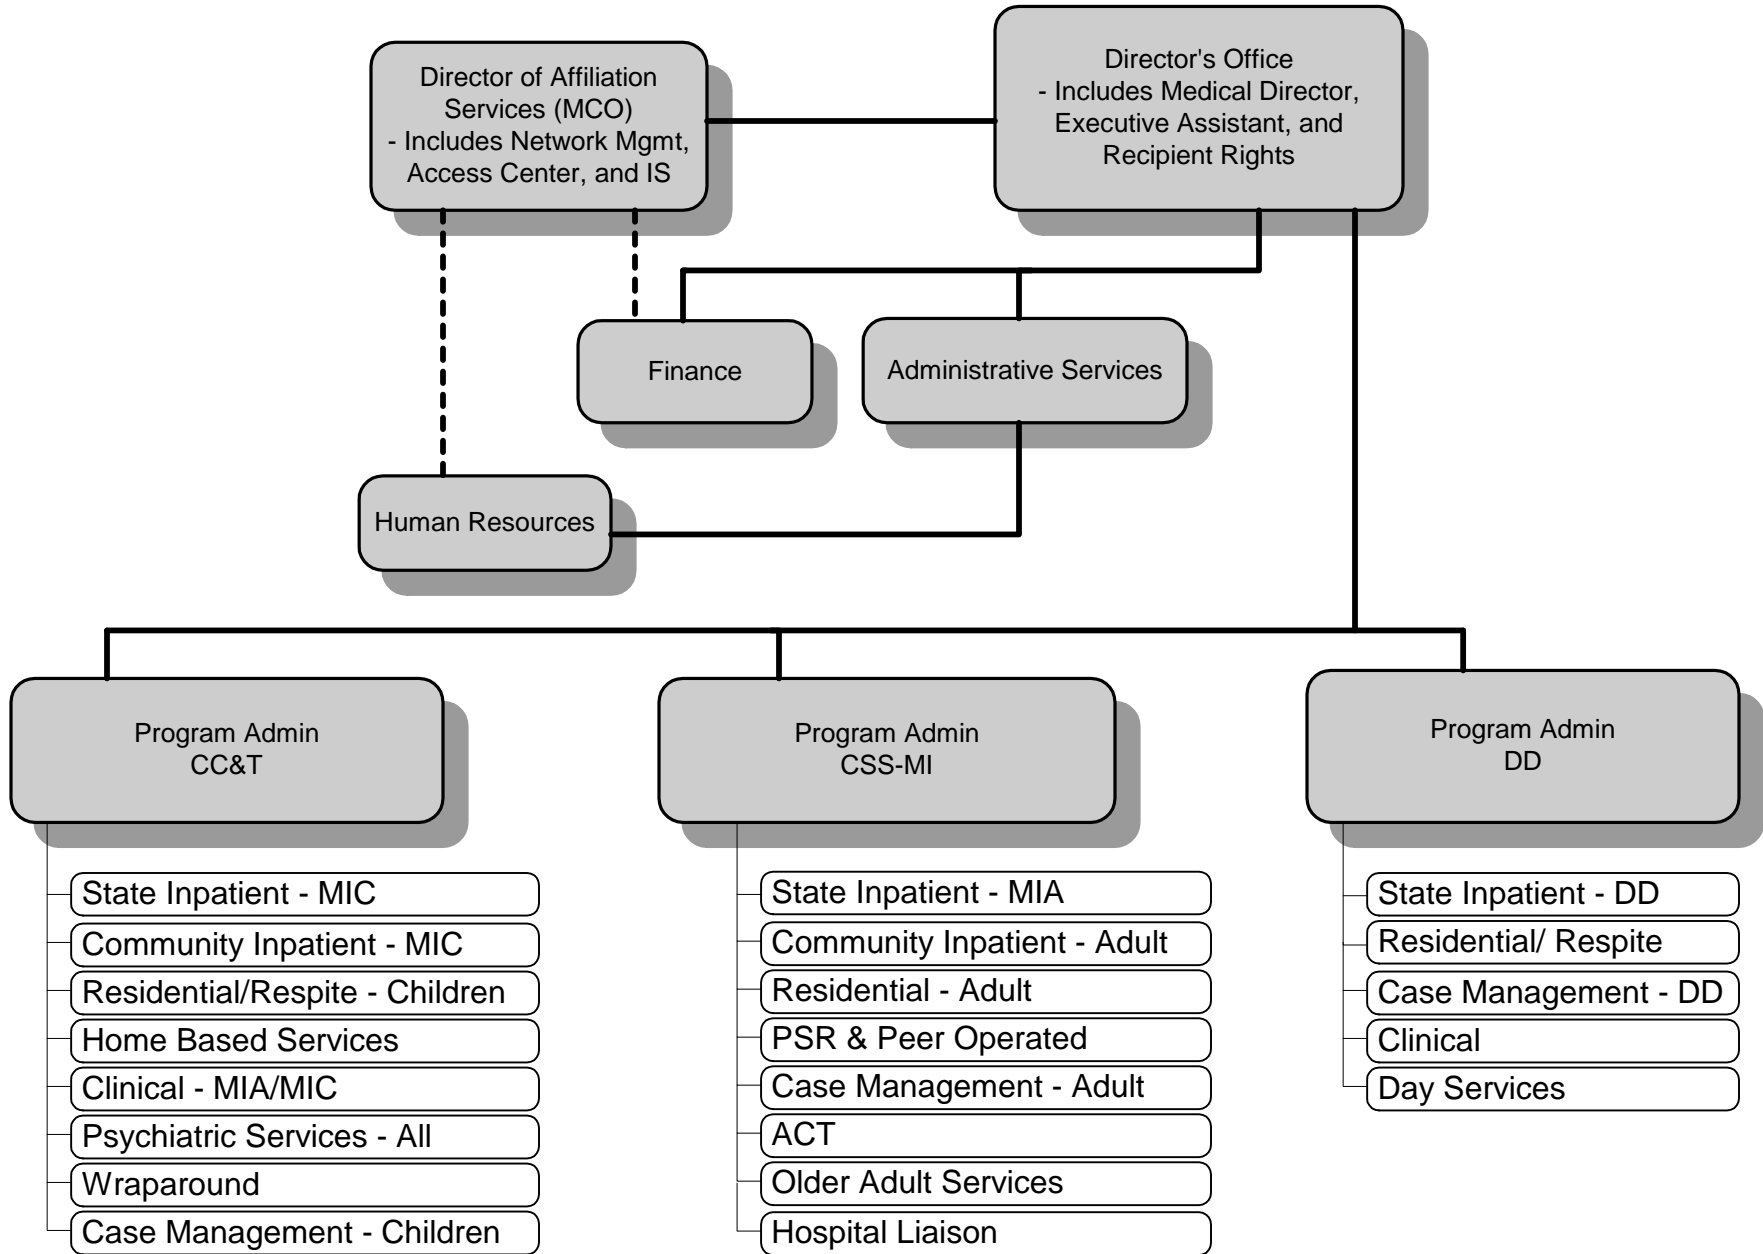 Director of Affiliation
Services (MCO)
- Includes Network Mgmt,
Access Center, and IS
Director's Office
- Includes Medical Director,
Executive Assistant, and
Recipient Rights
Finance
Administrative Services
Human Resources
Program Admin
CC&T
Program Admin
CSS-MI
Program Admin
DD
State Inpatient - MIC
Community Inpatient - MIC
Residential/Respite - Children
Home Based Services
Clinical - MIA/MIC
Psychiatric Services - All
Wraparound
Case Management - Children
State Inpatient - MIA
Community Inpatient - Adult
Residential - Adult
PSR & Peer Operated
Case Management - Adult
ACT
Older Adult Services
Hospital Liaison
State Inpatient - DD
Residential/ Respite
Case Management - DD
Clinical
Day Services